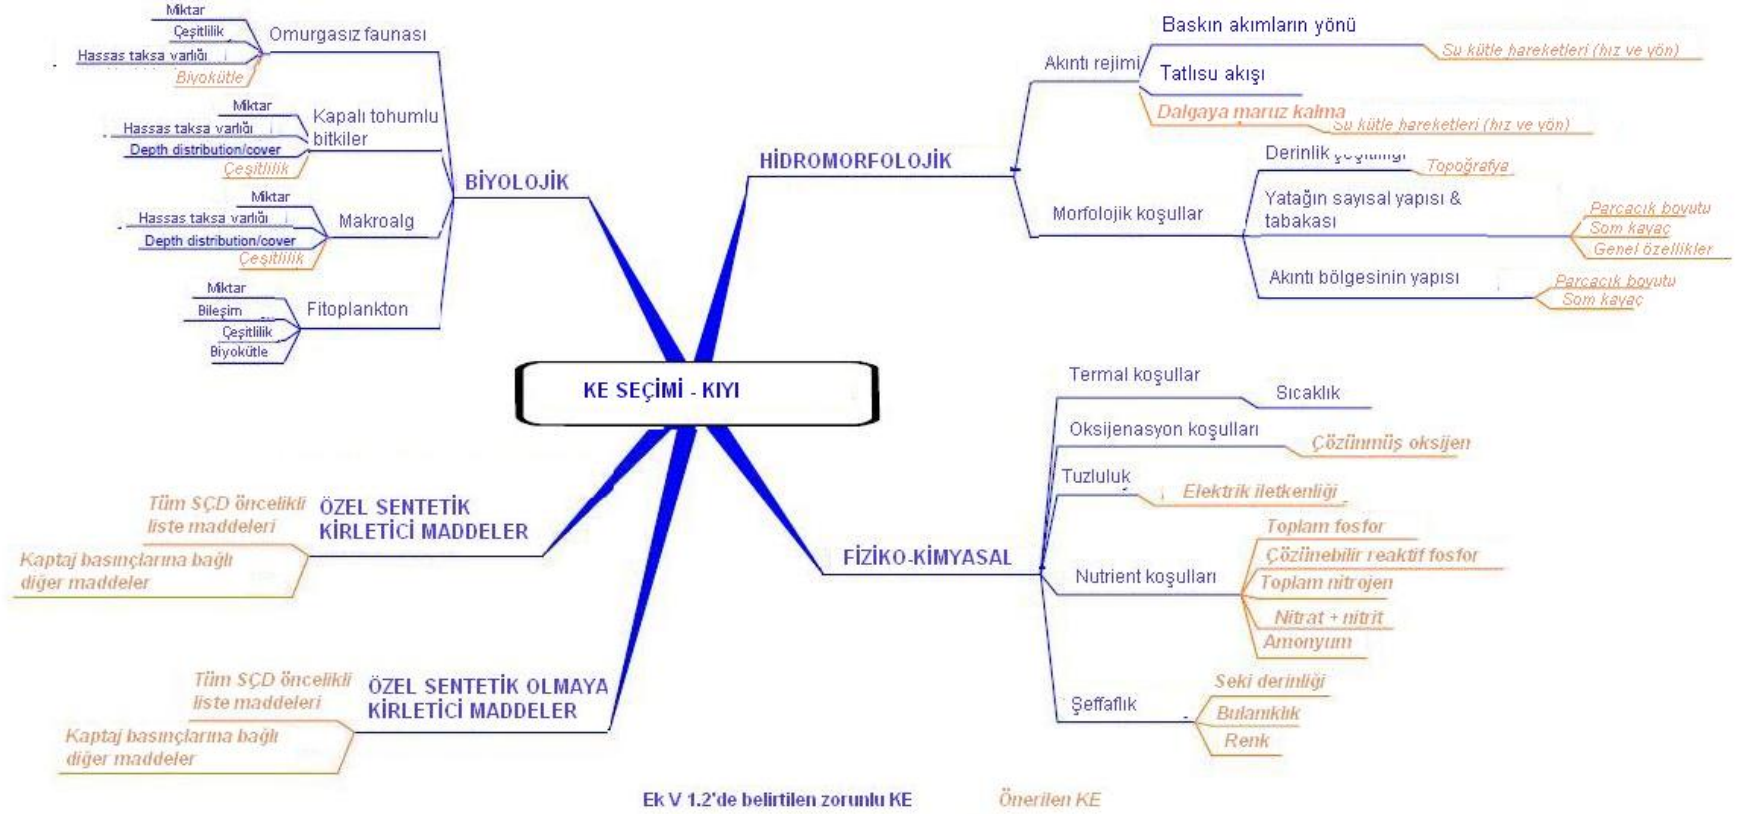 Miktar
Çeşitlilik
Hassas taksa varlığı
Biyokütle
Omurgasız faunası
Miktar
Hassas taksa varlığı
Depth distribution/cover
Çeşitlilik
Kapalı tohumlu
bitkiler
Miktar
Hassas taksa varlığı
Depth distribution/cover
Çeşitlilik
Makroalg
Miktar
Bileşim
Çeşitlilik
Biyokütle
Fitoplankton
BİYOLOJİK
HİDROMORFOLOJİK
Akıntı rejimi
Baskın akımların yönü
Su kütle hareketleri (hız ve yön)
Tatlısu akışı
Dalgaya maruz kalma
Su kütle hareketleri (hız ve yön)
Morfolojik koşullar
Derinlik çeşitliliği
Topoğrafya
Yatağın sayısal yapısı &
tabakası
Parcacık boyutu
Som kayaç
Genel özellikler
Akıntı bölgesinin yapısı
Parcacık boyutu
Som kayaç
KE SEÇİMİ - KIYI
Tüm SÇD öncelikli
liste maddeleri
Kaptaj basınçlarına bağlı
diğer maddeler
ÖZEL SENTETİK
KİRLETİCİ MADDELER
Tüm SÇD öncelikli
liste maddeleri
Kaptaj basınçlarına bağlı
diğer maddeler
ÖZEL SENTETİK OLMAYA
KİRLETİCİ MADDELER
FİZİKO-KİMYASAL
Termal koşullar
Sıcaklık
Oksijenasyon koşulları
Çözünmüş oksijen
Tuzluluk
Elektrik iletkenliği
Nutrient koşulları
Toplam fosfor
Çözünebilir reaktif fosfor
Toplam nitrojen
Nitrat + nitrit
Amonyum
Şeffaflık
Seki derinliği
Bulanıklık
Renk
Ek V 1.2'de belirtilen zorunlu KE
Önerilen KE